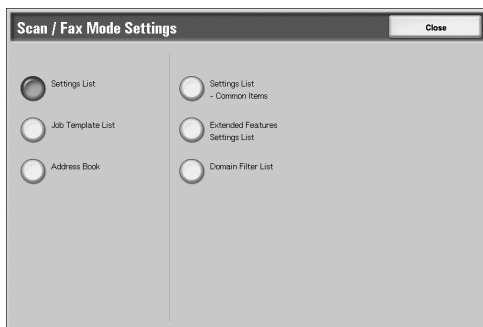 Scan / Fax Mode Settings
Close
Settings List
Job Template List
Address Book
Settings List
- Common Items
Extended Features
Settings List
Domain Filter List